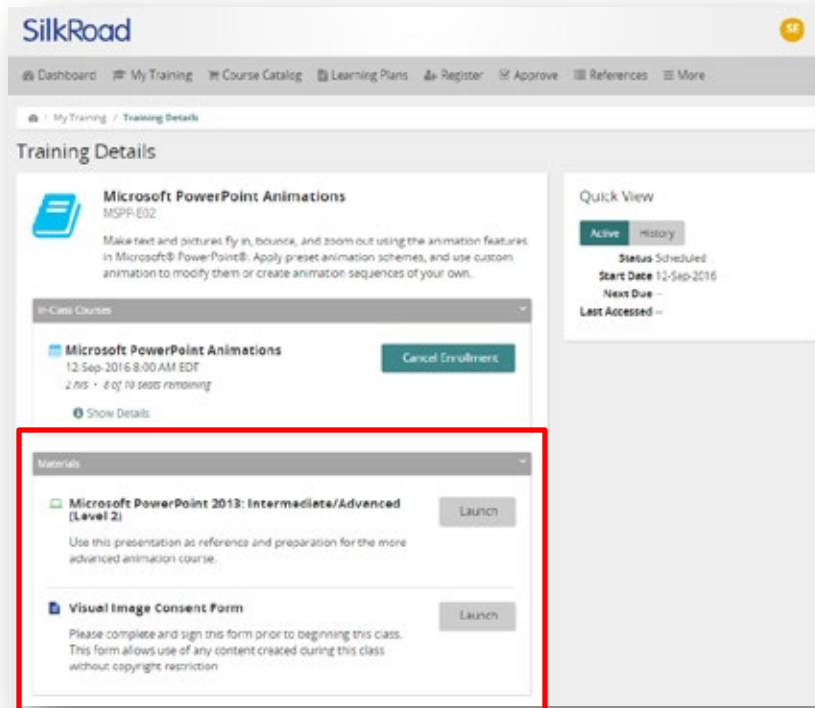 SilkRoad
SE
Dashboard My Training Course Catalog Learning Plans Register Approve References More
/ My Training / Training Details
Training Details
Microsoft PowerPoint Animations
MSPP-E02
Make text and pictures fly in, bounce, and zoom out using the animation features
in Microsoft® PowerPoint®. Apply preset animation schemes, and use custom
animation to modify them or create animation sequences of your own.
In-Class Courses
Microsoft PowerPoint Animations
12-Sep-2016 8:00 AM EDT
2 hrs • 8 of 10 seats remaining
Cancel Enrollment
Show Details
Materials
Microsoft PowerPoint 2013: Intermediate/Advanced
(Level 2)
Launch
Use this presentation as reference and preparation for the more
advanced animation course.
Visual Image Consent Form
Launch
Please complete and sign this form prior to beginning this class.
This form allows use of any content created during this class
without copyright restriction
Quick View
Active History
Status Scheduled
Start Date 12-Sep-2016
Next Due --
Last Accessed --